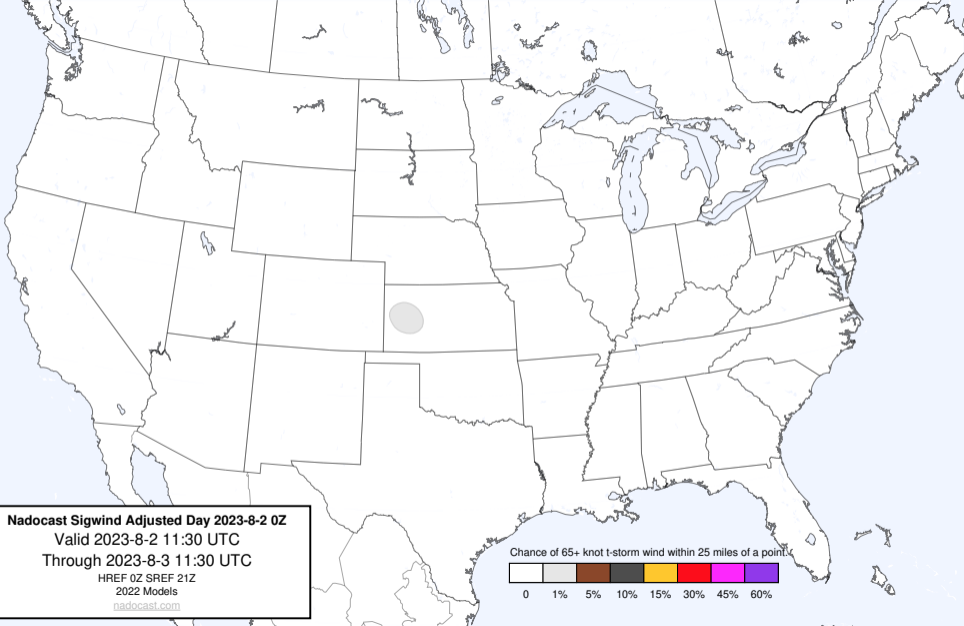 Nadocast Sigwind Adjusted Day 2023-8-2 0Z
Valid 2023-8-2 11:30 UTC
Through 2023-8-3 11:30 UTC
HREF 0Z SREF 21Z
2022 Models
nadocast.com
Chance of 65+ knot t-storm wind within 25 miles of a point.
0 1% 5% 10% 15% 30% 45% 60%